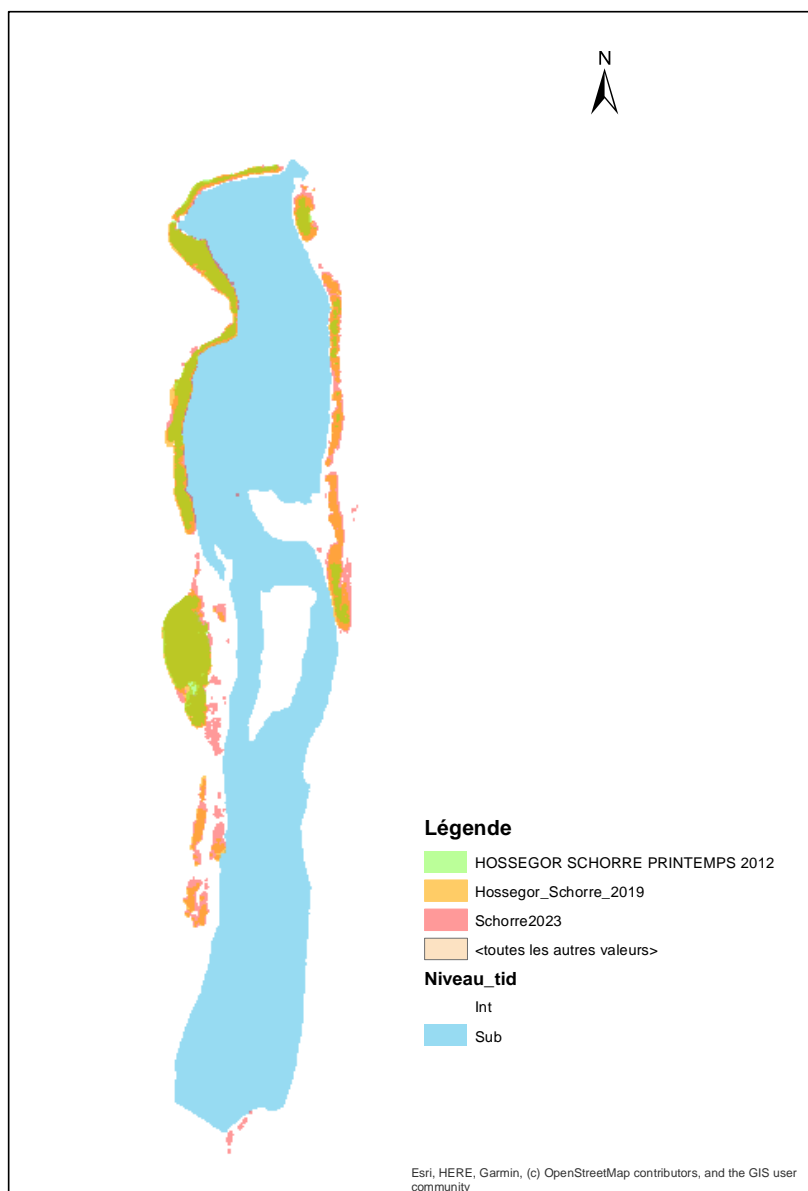 N
Légende
HOSSEGOR SCHORRE PRINTEMPS 2012
Hossegor_Schorre_2019
Schorre2023
<toutes les autres valeurs>
Niveau_tid
Int
Sub
Esri, HERE, Garmin, (c) OpenStreetMap contributors, and the GIS user
community